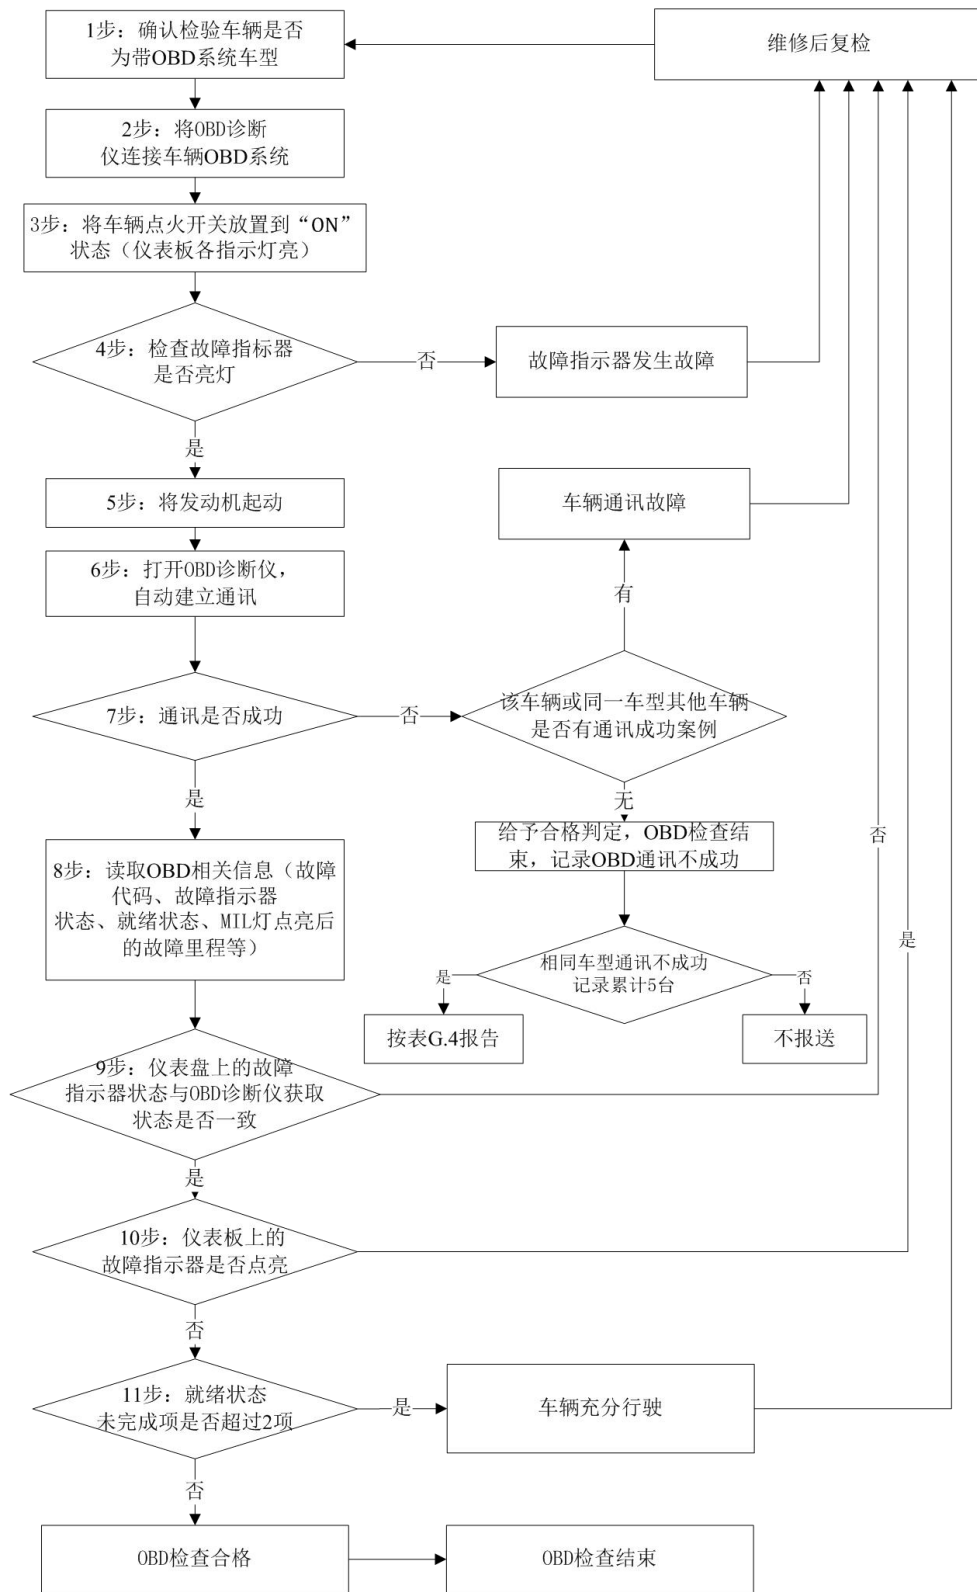 1步：确认检验车辆是否
为带OBD系统车型
维修后复检
2步：将OBD诊断
仪连接车辆OBD系统
3步：将车辆点火开关放置到“ON”
状态（仪表板各指示灯亮）
4步：检查故障指标器
是否亮灯
否
故障指示器发生故障
是
5步：将发动机起动
车辆通讯故障
6步：打开OBD诊断仪，
自动建立通讯
有
7步：通讯是否成功
否
该车辆或同一车型其他车辆
是否有通讯成功案例
是
无
给予合格判定，OBD检查结
束，记录OBD通讯不成功
否
8步：读取OBD相关信息（故障
代码、故障指示器
状态、就绪状态、MIL灯点亮后
的故障里程等）
是
相同车型通讯不成功
记录累计5台
是
否
按表G.4报告
不报送
9步：仪表盘上的故障
指示器状态与OBD诊断仪获取
状态是否一致
是
10步：仪表板上的
故障指示器是否点亮
否
11步：就绪状态
未完成项是否超过2项
是
车辆充分行驶
否
OBD检查合格
OBD检查结束